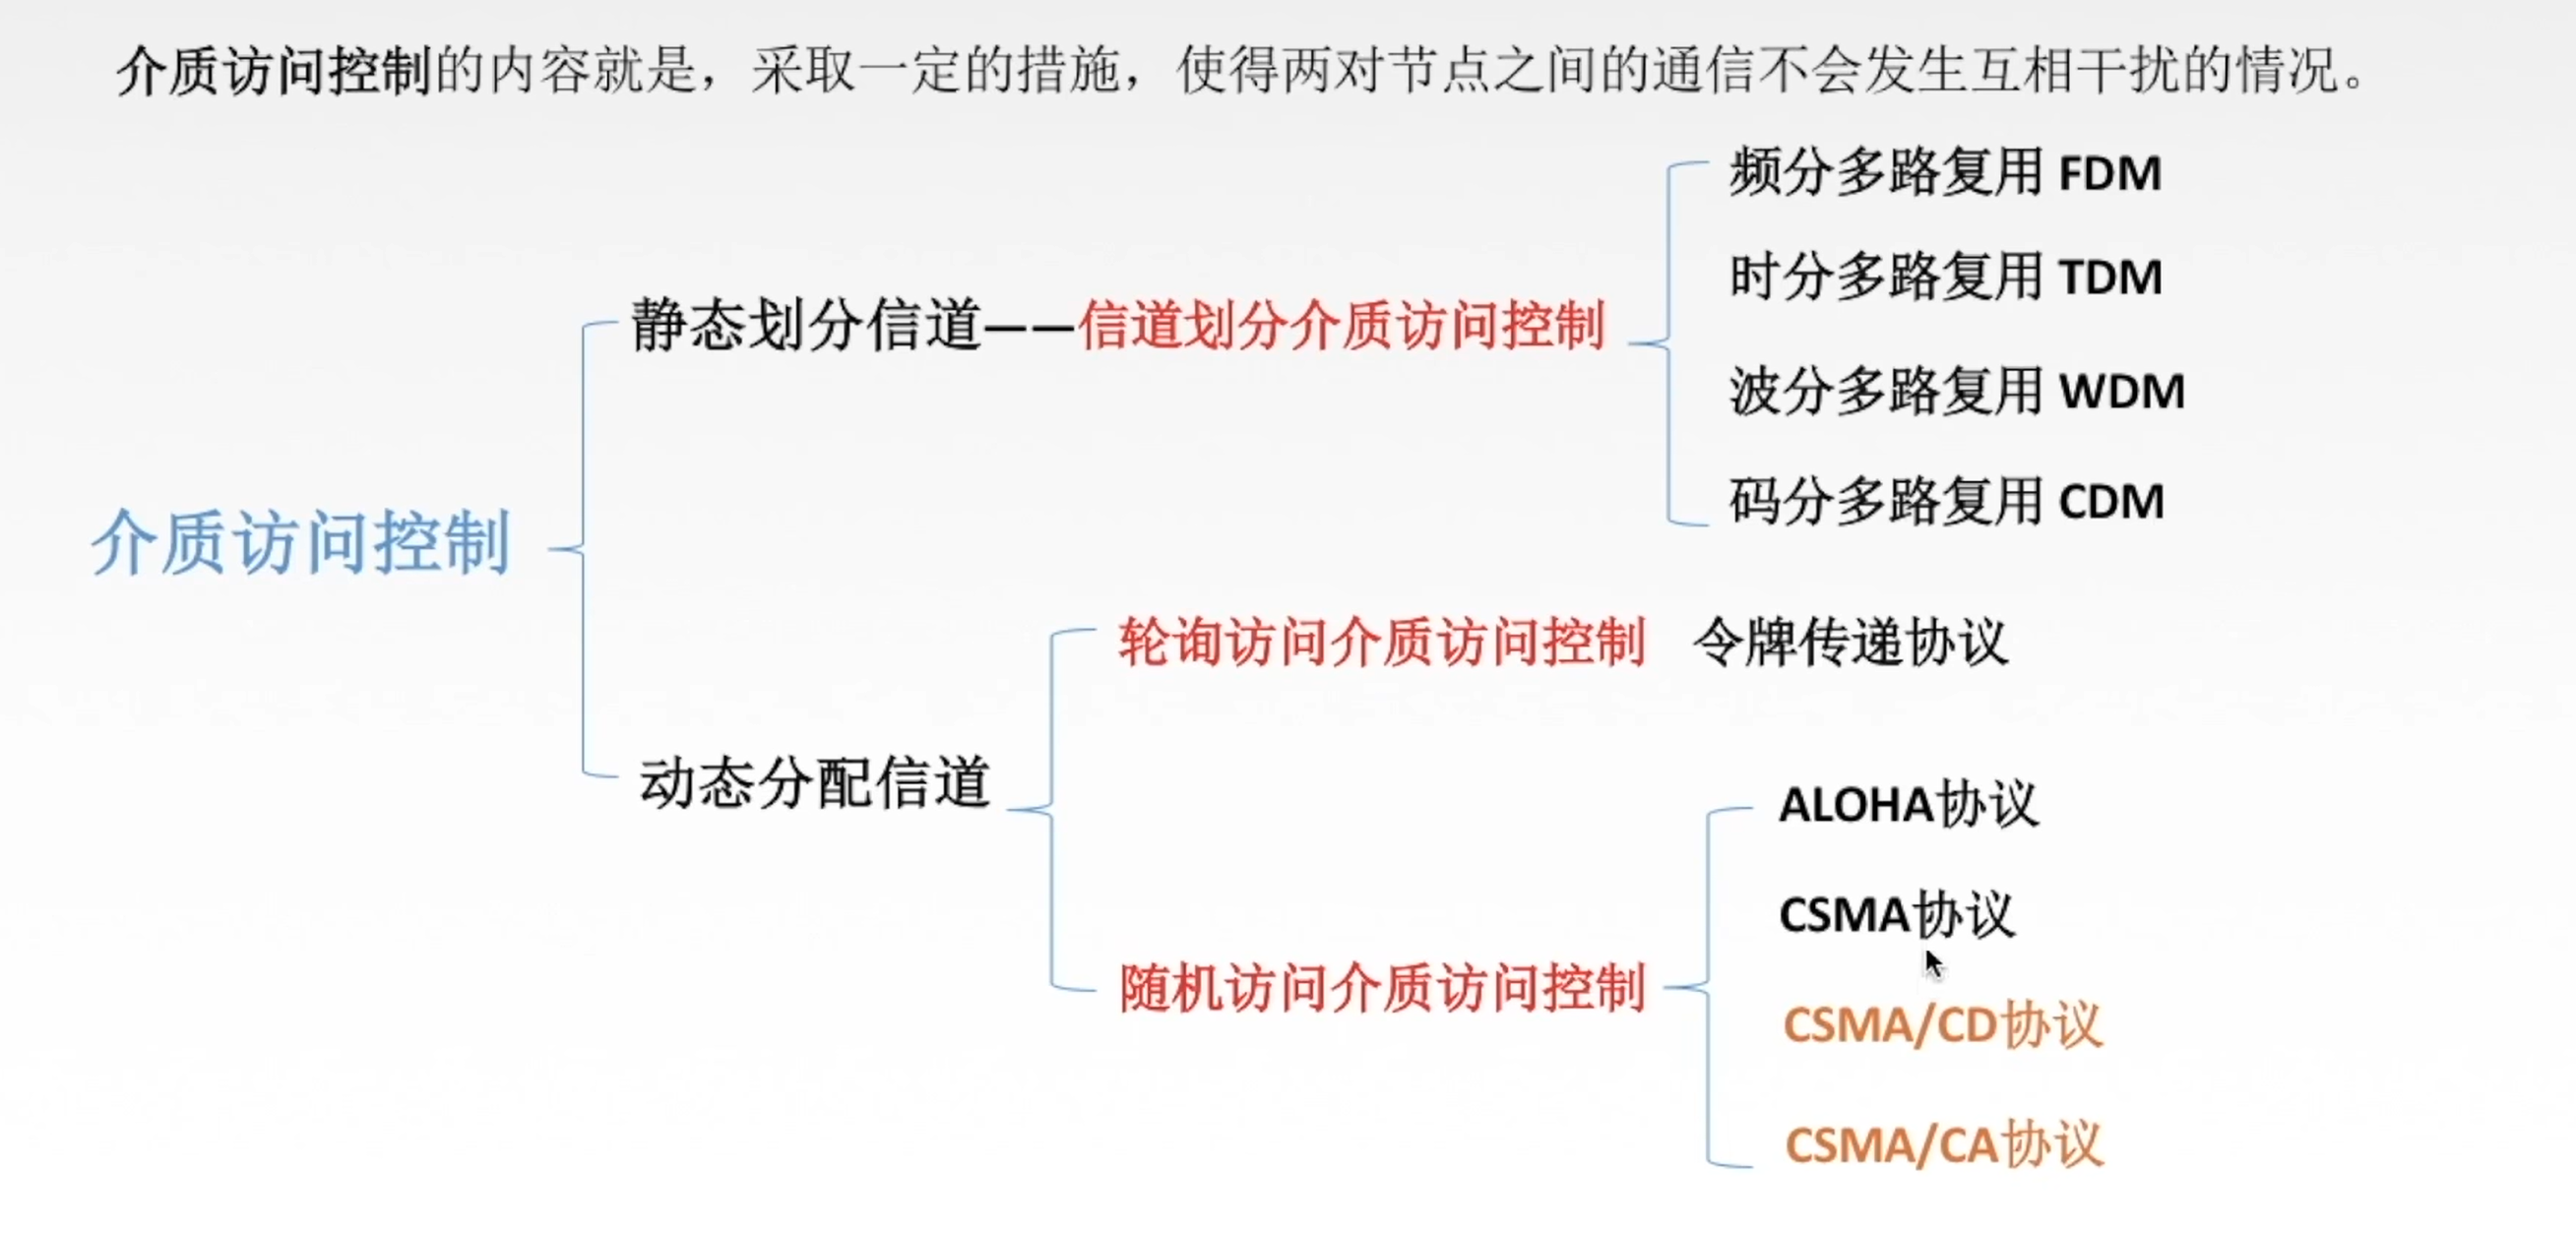 介质访问控制的内容就是，采取一定的措施，使得两对节点之间的通信不会发生互相干扰的情况。
频分多路复用 FDM
时分多路复用 TDM
静态划分信道——信道划分介质访问控制
波分多路复用 WDM
码分多路复用 CDM
介质访问控制
轮询访问介质访问控制 令牌传递协议
动态分配信道
ALOHA协议
CSMA协议
随机访问介质访问控制
CSMA/CD协议
CSMA/CA协议